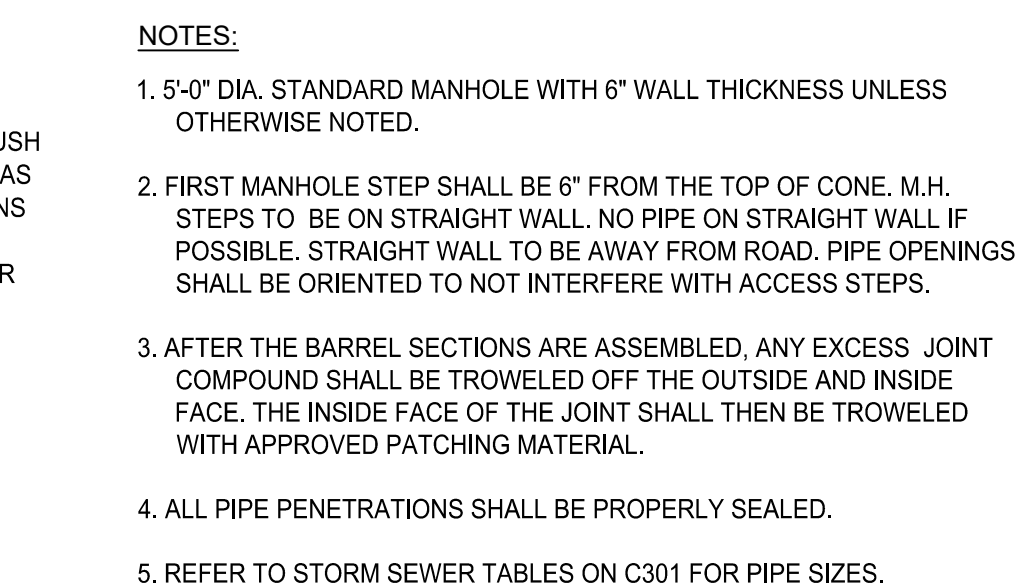 NOTES:
1. 5'-0" DIA. STANDARD MANHOLE WITH 6" WALL THICKNESS UNLESS
OTHERWISE NOTED.
2. FIRST MANHOLE STEP SHALL BE 6" FROM THE TOP OF CONE. M.H.
STEPS TO BE ON STRAIGHT WALL. NO PIPE ON STRAIGHT WALL IF
POSSIBLE. STRAIGHT WALL TO BE AWAY FROM ROAD. PIPE OPENINGS
SHALL BE ORIENTED TO NOT INTERFERE WITH ACCESS STEPS.
3. AFTER THE BARREL SECTIONS ARE ASSEMBLED, ANY EXCESS JOINT
COMPOUND SHALL BE TROWELED OFF THE OUTSIDE AND INSIDE
FACE. THE INSIDE FACE OF THE JOINT SHALL THEN BE TROWELED
WITH APPROVED PATCHING MATERIAL.
4. ALL PIPE PENETRATIONS SHALL BE PROPERLY SEALED.
5. REFER TO STORM SEWER TABLES ON C301 FOR PIPE SIZES.